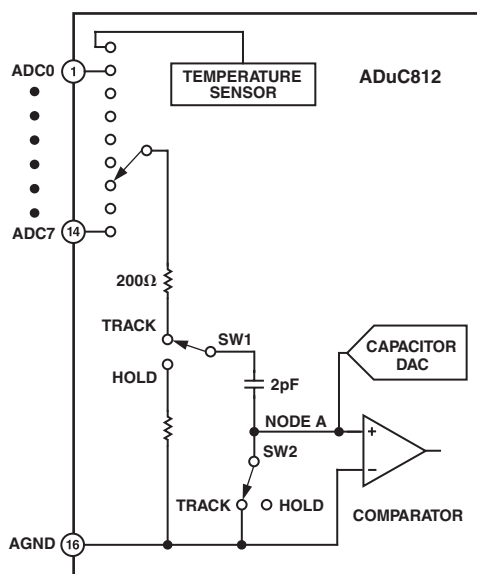 ADuC812
TEMPERATURE
SENSOR
ADC0
1
ADC7
14
200Ω
TRACK
SW1
HOLD
2pF
CAPACITOR
DAC
NODE A
+
SW2
−
TRACK
HOLD
COMPARATOR
AGND
16